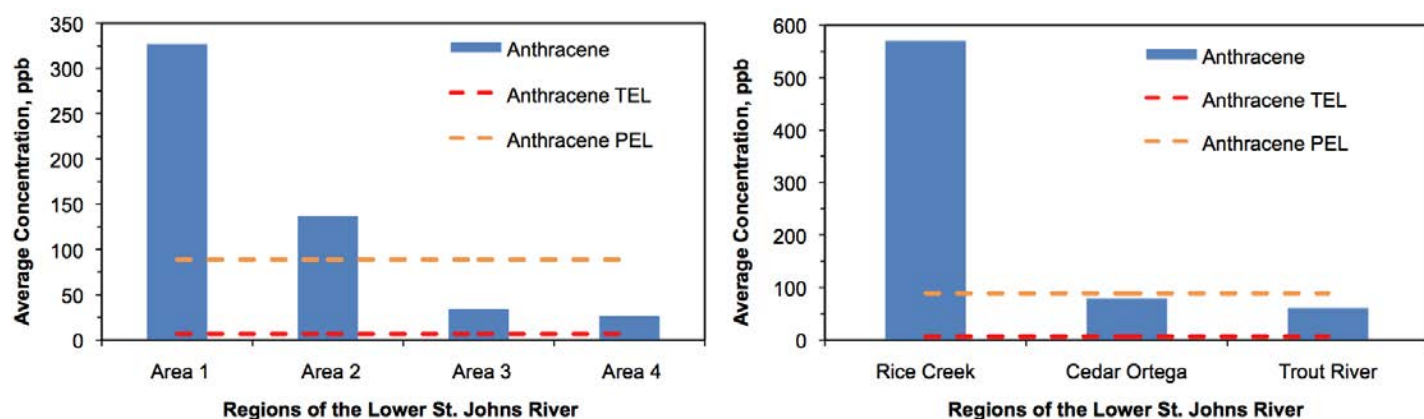 Average Concentration, ppb
350
300
250
200
150
100
50
0
Anthracene
Anthracene TEL
Anthracene PEL
Area 1
Area 2
Area 3
Area 4
Regions of the Lower St. Johns River
Average Concentration, ppb
600
500
400
300
200
100
0
Anthracene
Anthracene TEL
Anthracene PEL
Rice Creek
Cedar Ortega
Trout River
Regions of the Lower St. Johns River